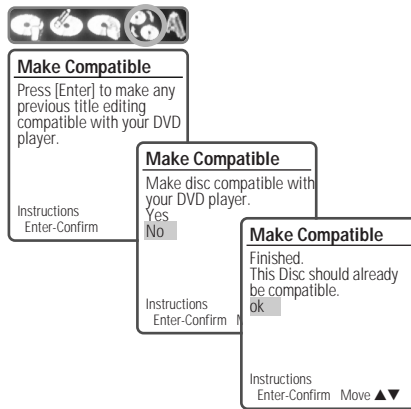 Make Compatible
Press [Enter] to make any
previous title editing
compatible with your DVD
player.
Instructions
Enter-Confirm
Make Compatible
Make disc compatible with
your DVD player.
Yes
No
Instructions
Enter-Confirm
Make Compatible
Finished.
This Disc should already
be compatible.
ok
Instructions
Enter-Confirm Move ▲▼